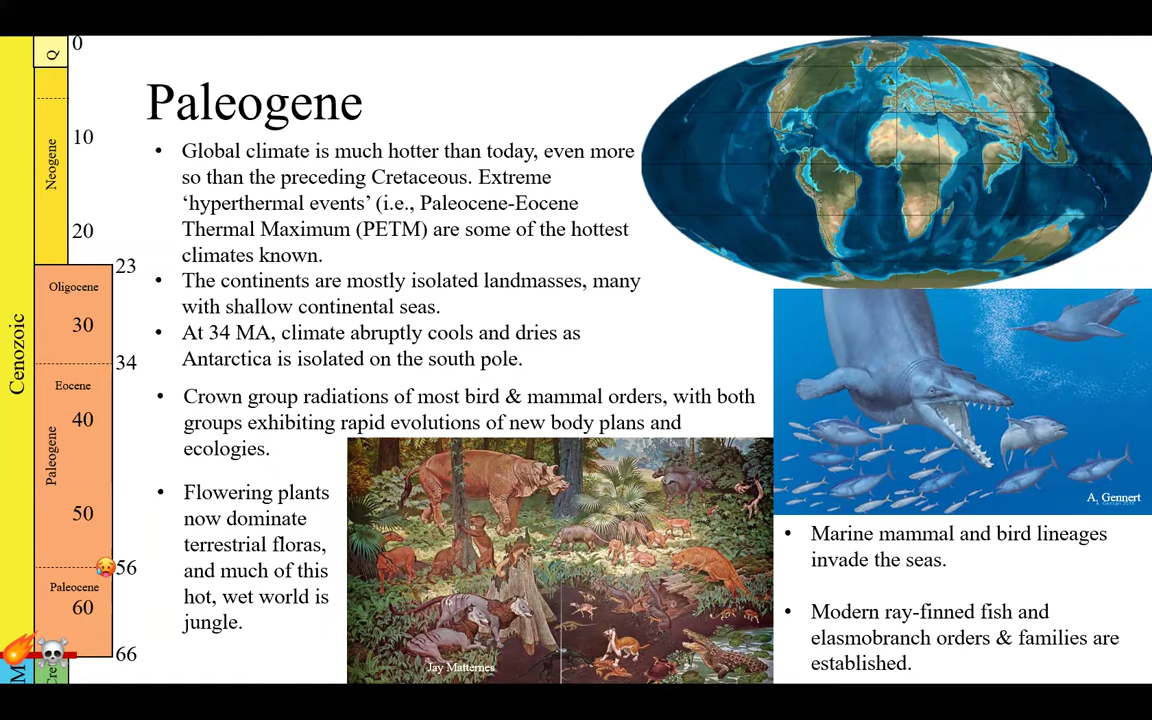 Paleogene
• Global climate is much hotter than today, even more
so than the preceding Cretaceous. Extreme
‘hyperthermal events’ (i.e., Paleocene-Eocene
Thermal Maximum (PETM) are some of the hottest
climates known.
• The continents are mostly isolated landmasses, many
with shallow continental seas.
• At 34 MA, climate abruptly cools and dries as
Antarctica is isolated on the south pole.
• Crown group radiations of most bird & mammal orders, with both
groups exhibiting rapid evolutions of new body plans and
ecologies.
• Flowering plants
now dominate
terrestrial floras,
and much of this
hot, wet world is
jungle.
• Marine mammal and bird lineages
invade the seas.
• Modern ray-finned fish and
elasmobranch orders & families are
established.
A. Gennert
Jay Matternes
Cenozoic
Q
0
Neogene
10
20
23
Oligocene
30
34
Eocene
40
Paleogene
50
56
Paleocene
60
66
M
Cre